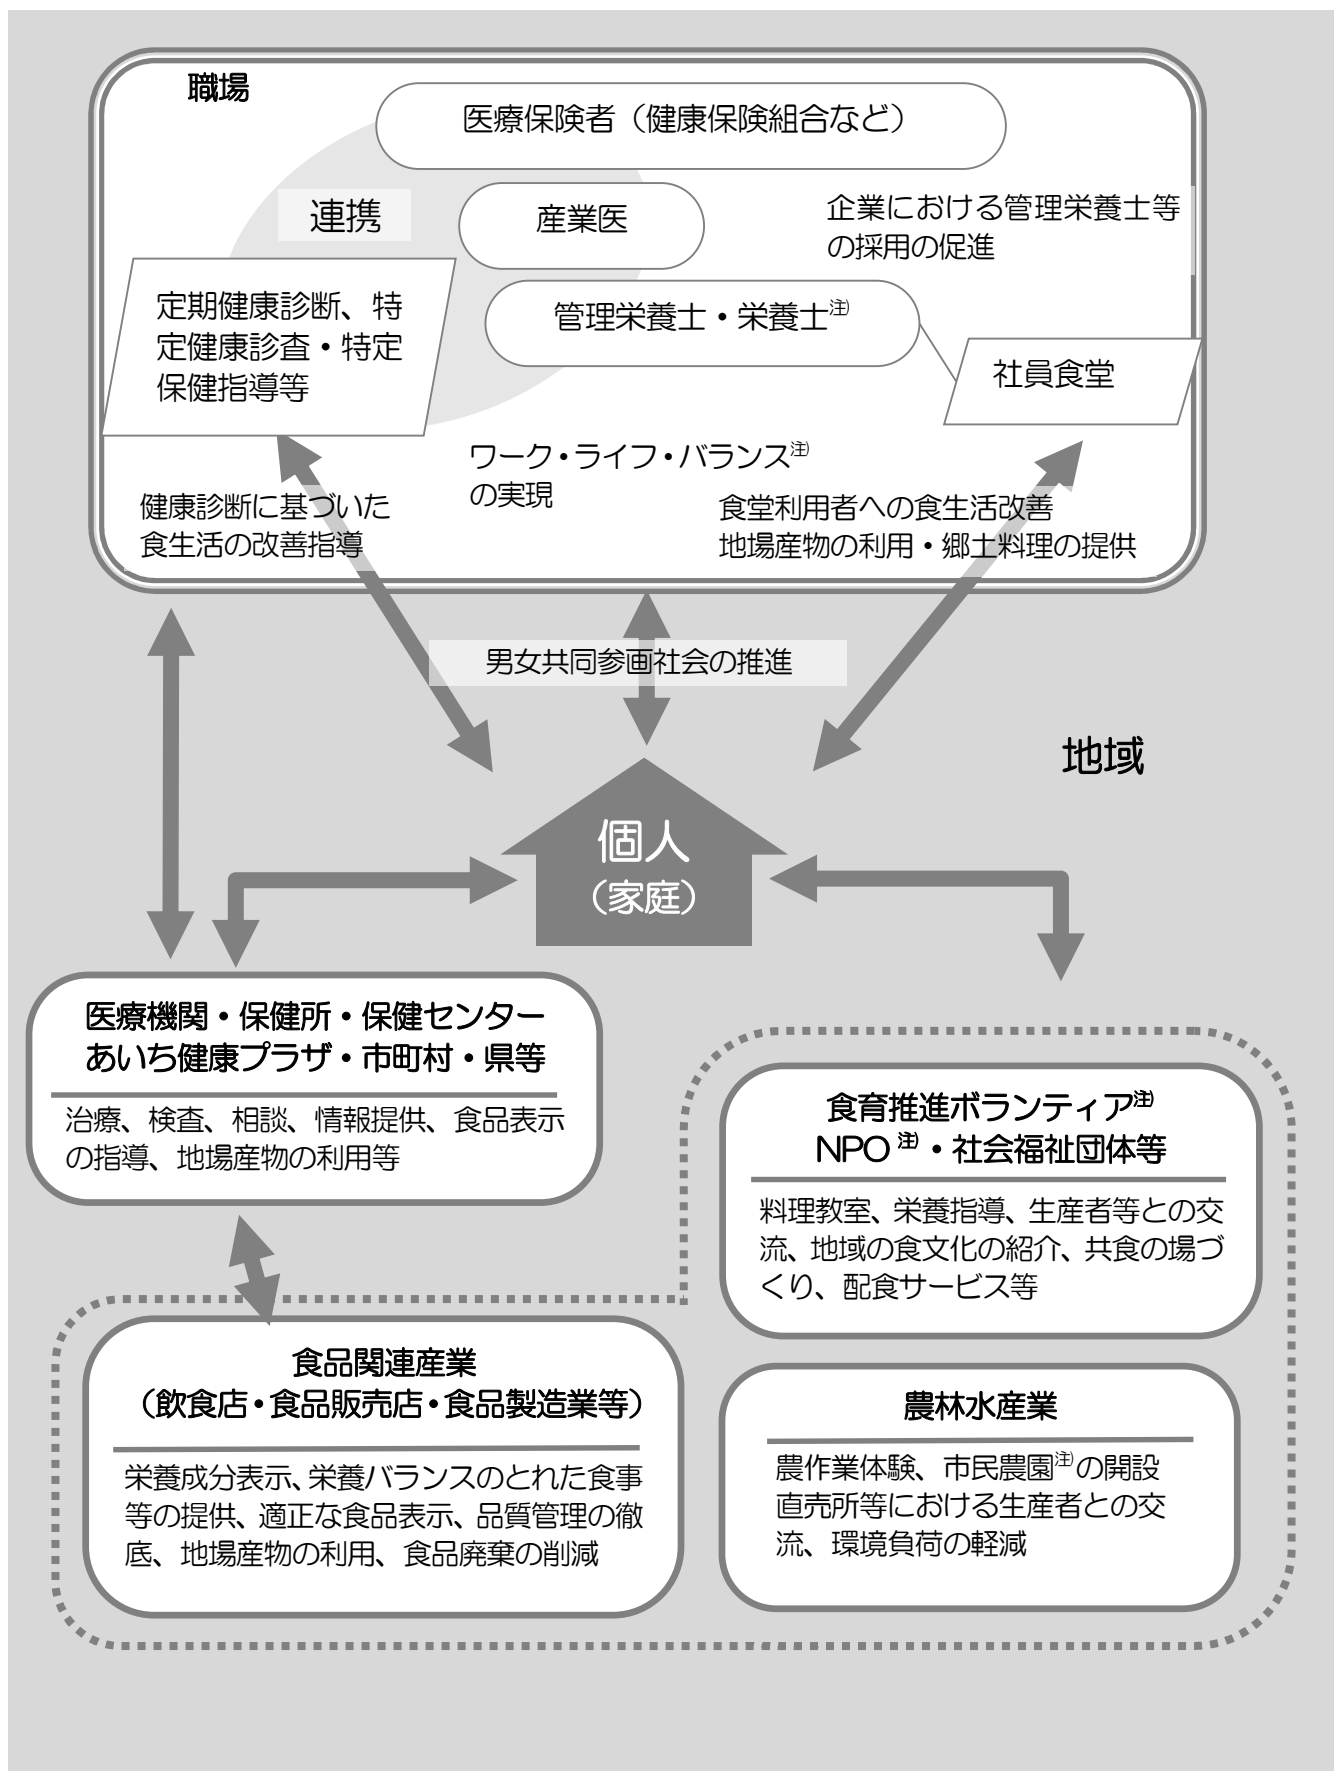 職場
医療保険者（健康保険組合など）
連携
産業医
企業における管理栄養士等
の採用の促進
定期健康診断、特
定健康診査・特定
保健指導等
管理栄養士・栄養士注）
社員食堂
ワーク・ライフ・バランス注）
の実現
健康診断に基づいた
食生活の改善指導
食堂利用者への食生活改善
地場産物の利用・郷土料理の提供
男女共同参画社会の推進
地域
個人
（家庭）
医療機関・保健所・保健センター
あいち健康プラザ・市町村・県等
治療、検査、相談、情報提供、食品表示
の指導、地場産物の利用等
食育推進ボランティア注）
NPO注）・社会福祉団体等
料理教室、栄養指導、生産者等との交
流、地域の食文化の紹介、共食の場づ
くり、配食サービス等
食品関連産業
（飲食店・食品販売店・食品製造業等）
栄養成分表示、栄養バランスのとれた食事
等の提供、適正な食品表示、品質管理の徹
底、地場産物の利用、食品廃棄の削減
農林水産業
農作業体験、市民農園注）の開設
直売所等における生産者との交
流、環境負荷の軽減